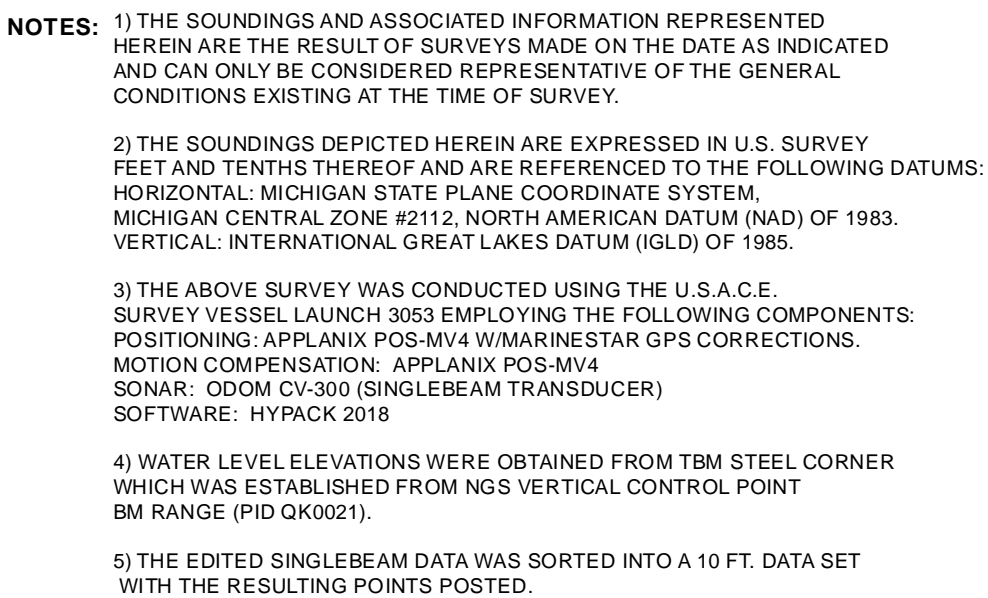 NOTES: 1) THE SOUNDINGS AND ASSOCIATED INFORMATION REPRESENTED
HEREIN ARE THE RESULT OF SURVEYS MADE ON THE DATE AS INDICATED
AND CAN ONLY BE CONSIDERED REPRESENTATIVE OF THE GENERAL
CONDITIONS EXISTING AT THE TIME OF SURVEY.
2) THE SOUNDINGS DEPICTED HEREIN ARE EXPRESSED IN U.S. SURVEY
FEET AND TENTHS THEREOF AND ARE REFERENCED TO THE FOLLOWING DATUMS:
HORIZONTAL: MICHIGAN STATE PLANE COORDINATE SYSTEM,
MICHIGAN CENTRAL ZONE #2112, NORTH AMERICAN DATUM (NAD) OF 1983.
VERTICAL: INTERNATIONAL GREAT LAKES DATUM (IGLD) OF 1985.
3) THE ABOVE SURVEY WAS CONDUCTED USING THE U.S.A.C.E.
SURVEY VESSEL LAUNCH 3053 EMPLOYING THE FOLLOWING COMPONENTS:
POSITIONING: APPLANIX POS-MV4 W/MARINESTAR GPS CORRECTIONS.
MOTION COMPENSATION: APPLANIX POS-MV4
SONAR: ODOM CV-300 (SINGLEBEAM TRANSDUCER)
SOFTWARE: HYPACK 2018
4) WATER LEVEL ELEVATIONS WERE OBTAINED FROM TBM STEEL CORNER
WHICH WAS ESTABLISHED FROM NGS VERTICAL CONTROL POINT
BM RANGE (PID QK0021).
5) THE EDITED SINGLEBEAM DATA WAS SORTED INTO A 10 FT. DATA SET
WITH THE RESULTING POINTS POSTED.